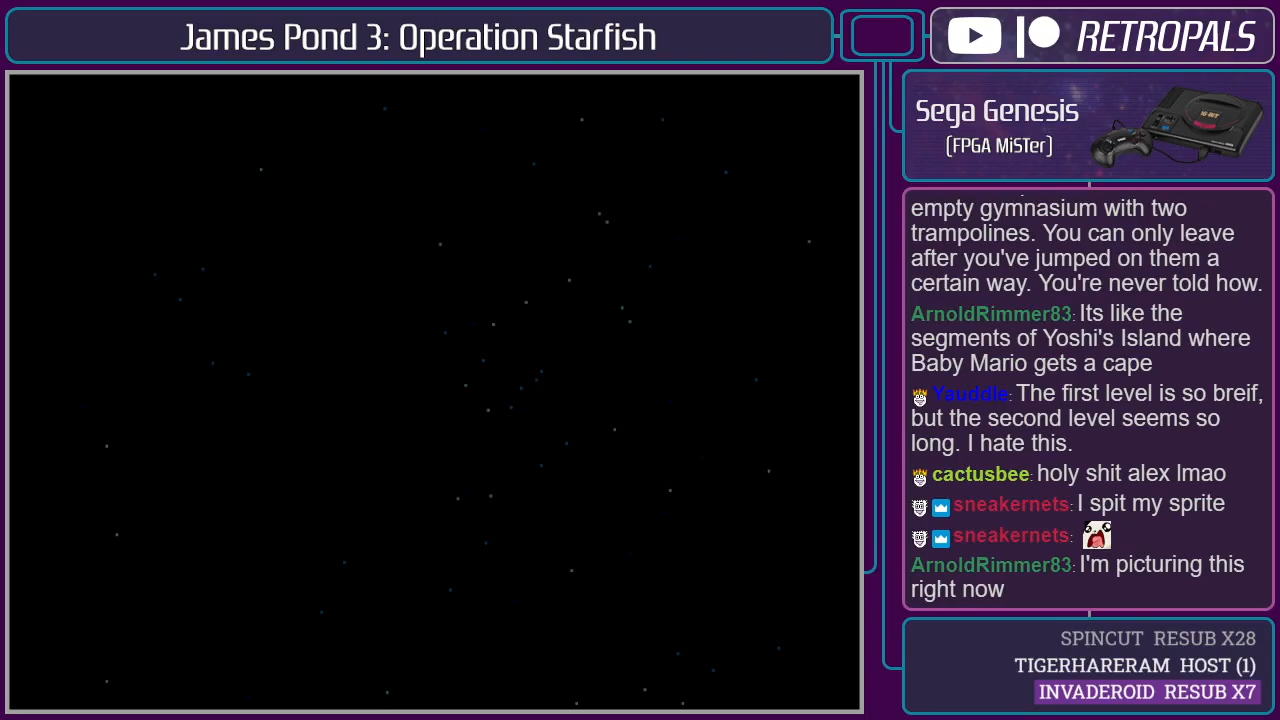 James Pond 3: Operation Starfish
RETROPALS
Sega Genesis
(FPGA MiSTer)
16-BIT
empty gymnasium with two
trampolines. You can only leave
after you've jumped on them a
certain way. You're never told how.
ArnoldRimmer83: Its like the
segments of Yoshi's Island where
Baby Mario gets a cape
Yauddle: The first level is so breif,
but the second level seems so
long. I hate this.
cactusbee: holy shit alex lmao
sneakernets: I spit my sprite
sneakernets:
ArnoldRimmer83: I'm picturing this
right now
SPINCUT RESUB X28
TIGERHARERAM HOST (1)
INVADEROID RESUB X7